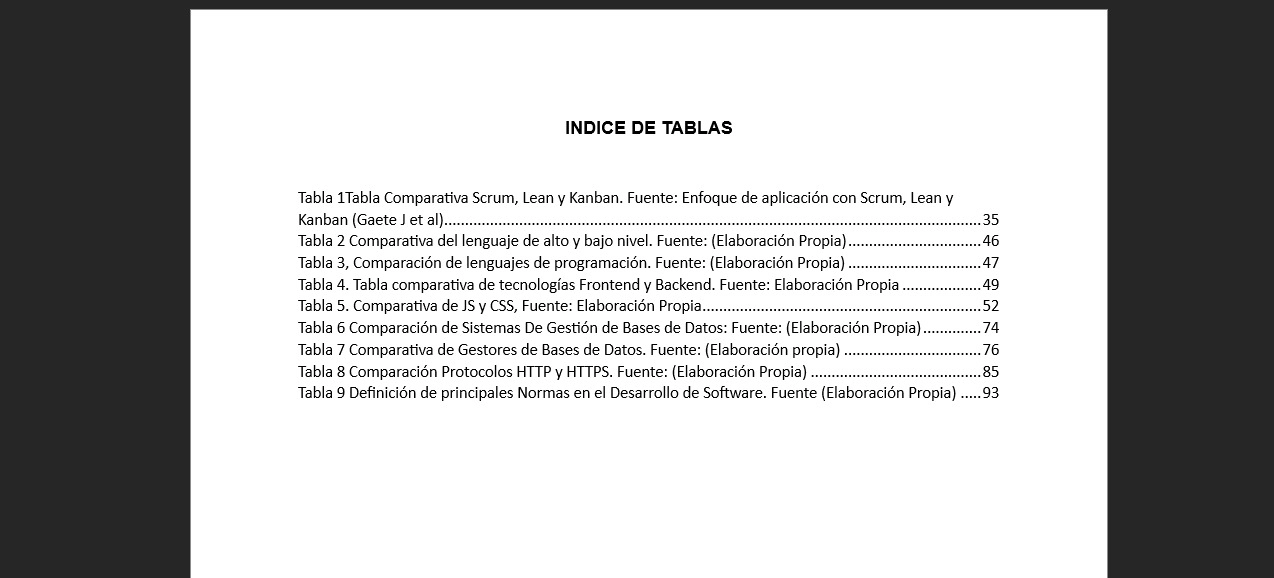 INDICE DE TABLAS
Tabla 1Tabla Comparativa Scrum, Lean y Kanban. Fuente: Enfoque de aplicación con Scrum, Lean y
Kanban (Gaete J et al)..................................................................................................................................35
Tabla 2 Comparativa del lenguaje de alto y bajo nivel. Fuente: (Elaboración Propia)................................46
Tabla 3, Comparación de lenguajes de programación. Fuente: (Elaboración Propia) ................................47
Tabla 4. Tabla comparativa de tecnologías Frontend y Backend. Fuente: Elaboración Propia ...................49
Tabla 5. Comparativa de JS y CSS, Fuente: Elaboración Propia...................................................................52
Tabla 6 Comparación de Sistemas De Gestión de Bases de Datos: Fuente: (Elaboración Propia)..............74
Tabla 7 Comparativa de Gestores de Bases de Datos. Fuente: (Elaboración propia) .................................76
Tabla 8 Comparación Protocolos HTTP y HTTPS. Fuente: (Elaboración Propia) .........................................85
Tabla 9 Definición de principales Normas en el Desarrollo de Software. Fuente (Elaboración Propia) .....93